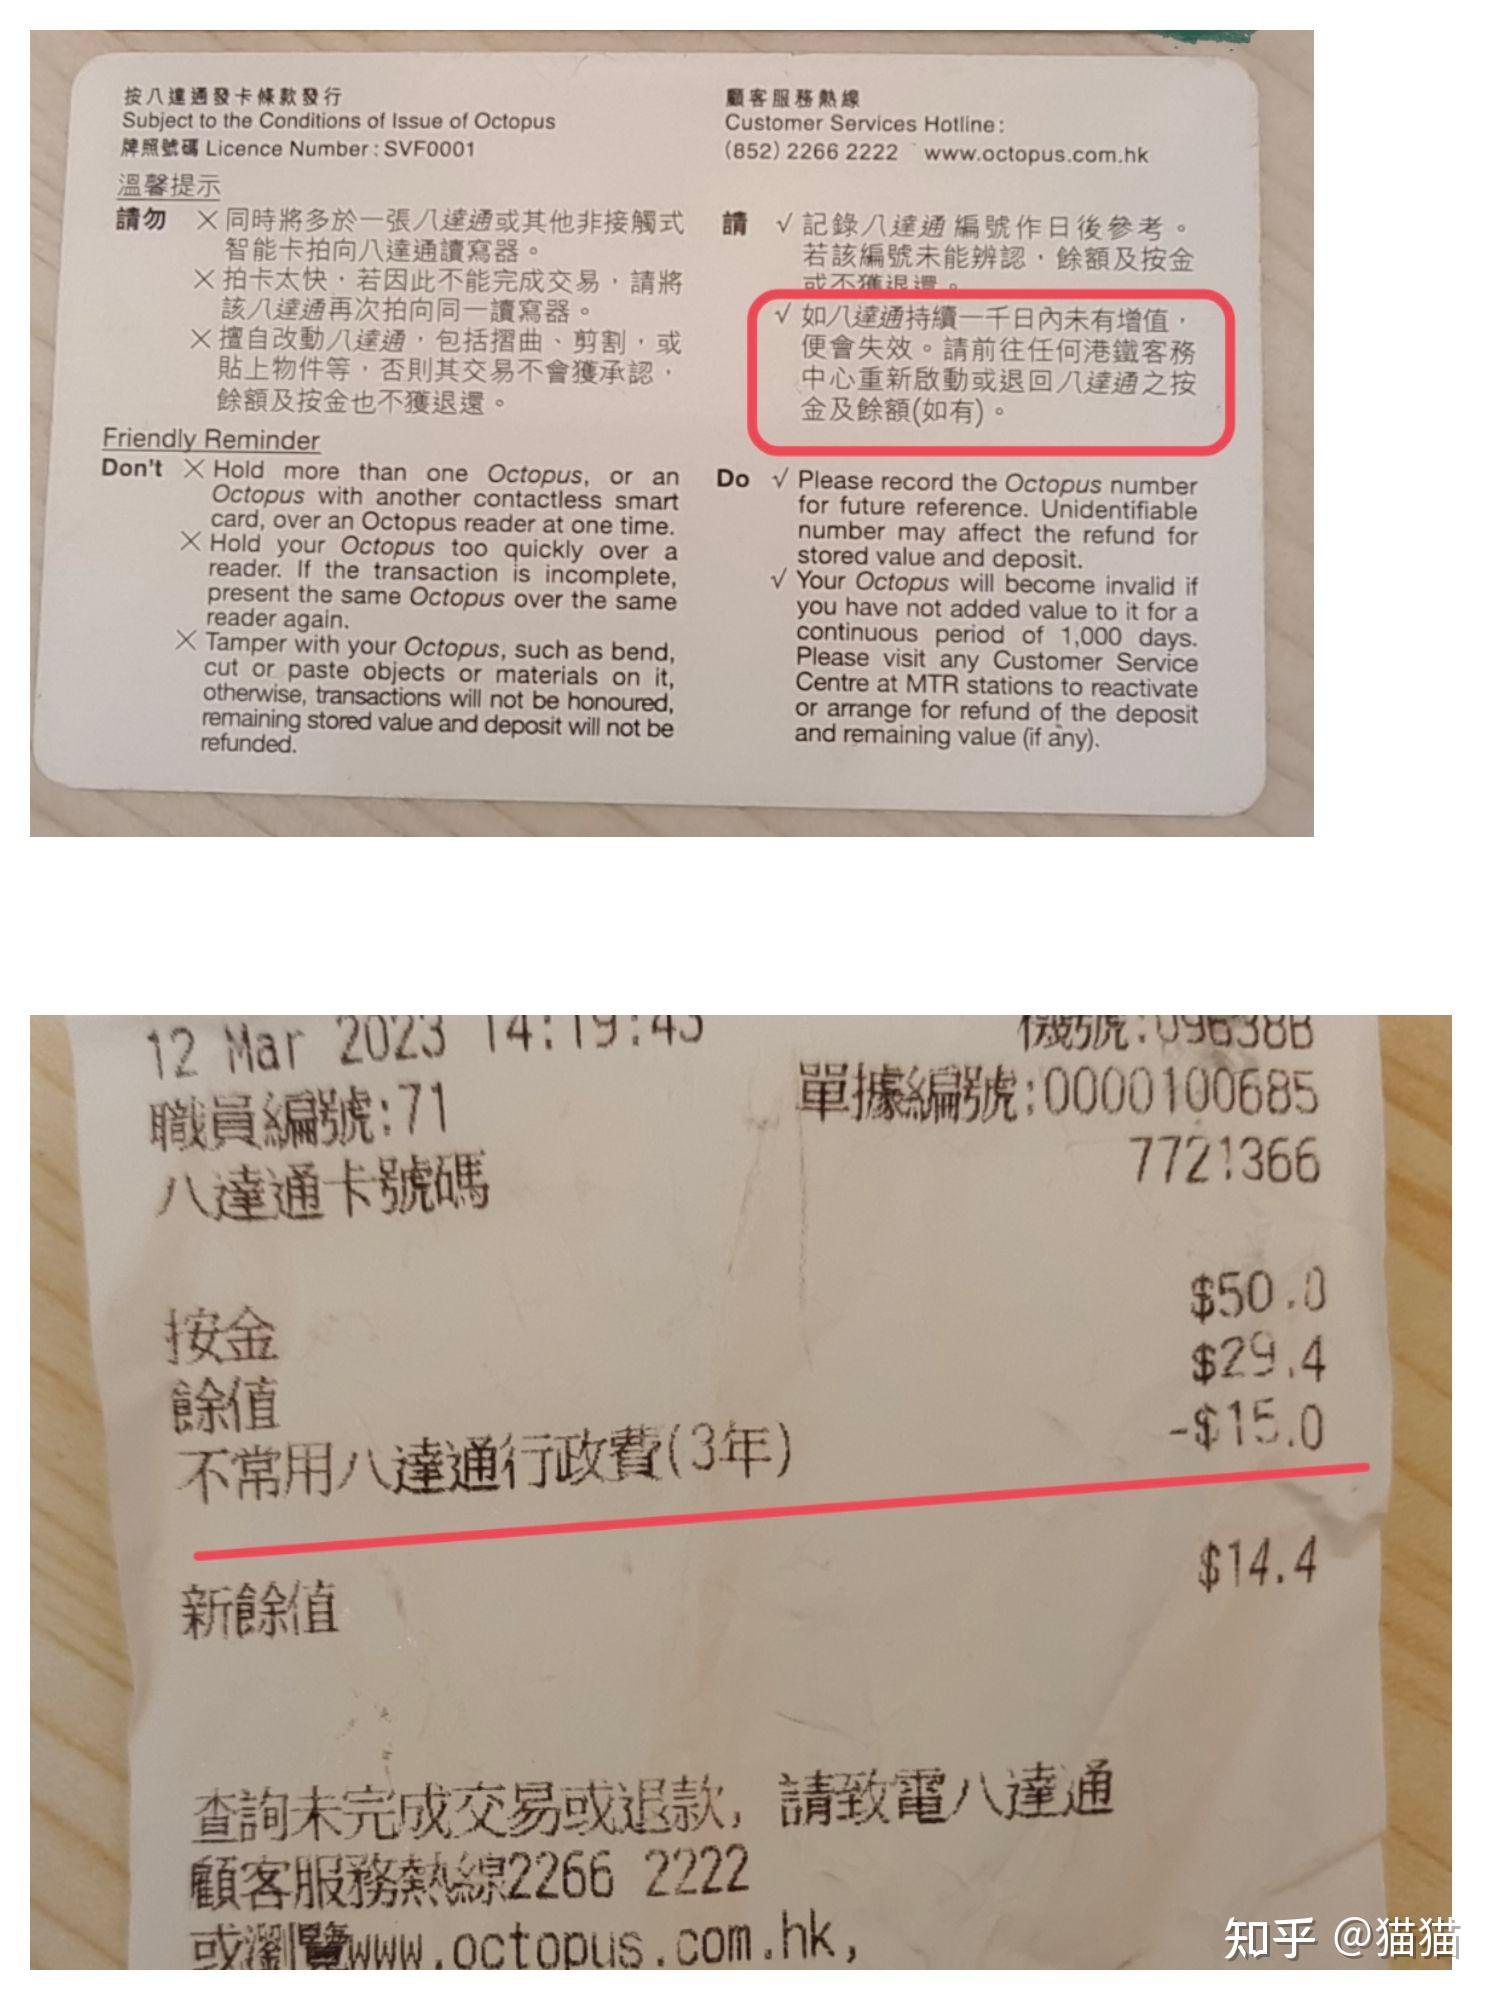 按八達通發卡條款發行
Subject to the Conditions of Issue of Octopus
牌照號碼 Licence Number : SVF0001
溫馨提示
請勿 ✕ 同時將多於一張八達通或其他非接觸式
智能卡拍向八達通讀寫器。
✕ 拍卡太快，若因此不能完成交易，請將
該八達通再次拍向同一讀寫器。
✕ 擅自改動八達通，包括摺曲、剪割，或
貼上物件等，否則其交易不會獲承認，
餘額及按金也不獲退還。
Friendly Reminder
Don't ✕ Hold more than one Octopus, or an
Octopus with another contactless smart
card, over an Octopus reader at one time.
✕ Hold your Octopus too quickly over a
reader. If the transaction is incomplete,
present the same Octopus over the same
reader again.
✕ Tamper with your Octopus, such as bend,
cut or paste objects or materials on it,
otherwise, transactions will not be honoured,
remaining stored value and deposit will not be
refunded.
顧客服務熱線
Customer Services Hotline :
(852) 2266 2222 www.octopus.com.hk
請 √ 記錄八達通編號作日後參考。
若該編號未能辨認，餘額及按金
或不獲退還。
√ 如八達通持續一千日內未有增值，
便會失效。請前往任何港鐵客務
中心重新啟動或退回八達通之按
金及餘額(如有)。
Do √ Please record the Octopus number
for future reference. Unidentifiable
number may affect the refund for
stored value and deposit.
√ Your Octopus will become invalid if
you have not added value to it for a
continuous period of 1,000 days.
Please visit any Customer Service
Centre at MTR stations to reactivate
or arrange for refund of the deposit
and remaining value (if any).
12 Mar 2023 14:19:43 機號:09638B
職員編號:71 單據編號:0000100685
八達通卡號碼 7721366
按金 $50.0
餘值 $29.4
不常用八達通行政費(3年) -$15.0
新餘值 $14.4
查詢未完成交易或退款, 請致電八達通
顧客服務熱線2266 2222
或瀏覽www.octopus.com.hk,
知乎 @猫猫